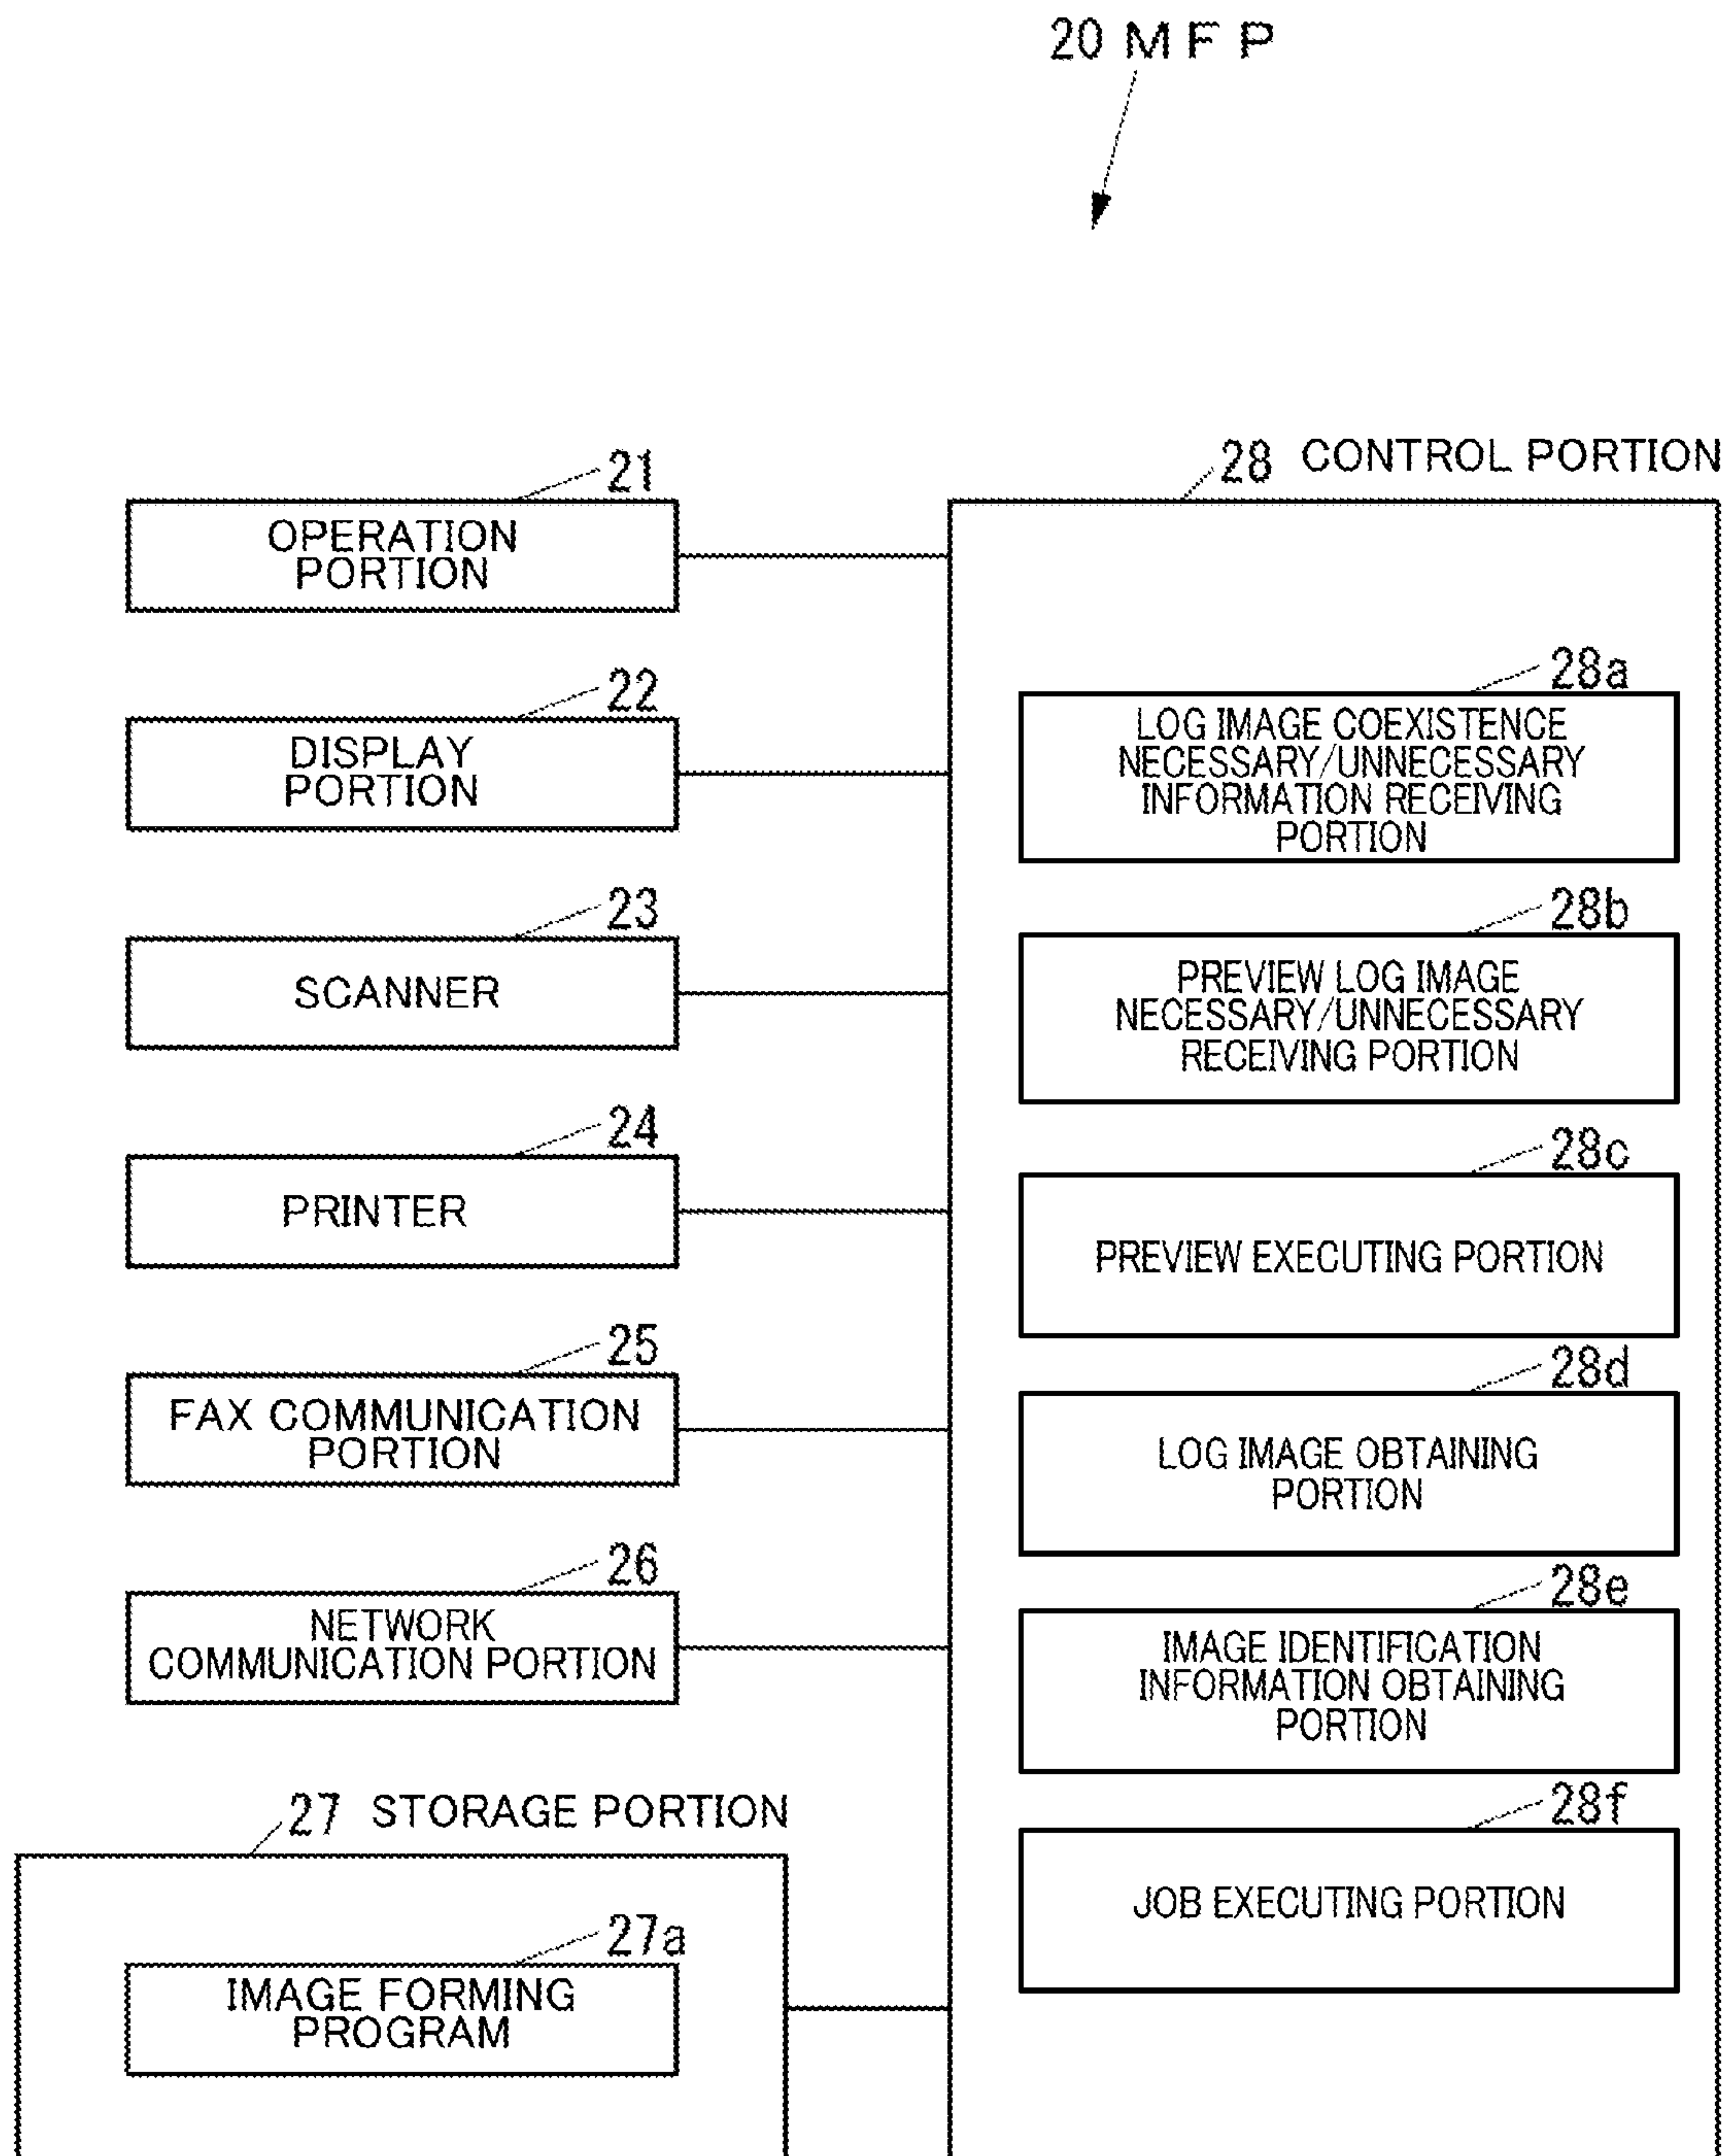 20 MFP
21
OPERATION
PORTION
22
DISPLAY
PORTION
23
SCANNER
24
PRINTER
25
FAX COMMUNICATION
PORTION
26
NETWORK
COMMUNICATION PORTION
27 STORAGE PORTION
27a
IMAGE FORMING
PROGRAM
28 CONTROL PORTION
28a
LOG IMAGE COEXISTENCE
NECESSARY/UNNECESSARY
INFORMATION RECEIVING
PORTION
28b
PREVIEW LOG IMAGE
NECESSARY/UNNECESSARY
RECEIVING PORTION
28c
PREVIEW EXECUTING PORTION
28d
LOG IMAGE OBTAINING
PORTION
28e
IMAGE IDENTIFICATION
INFORMATION OBTAINING
PORTION
28f
JOB EXECUTING PORTION